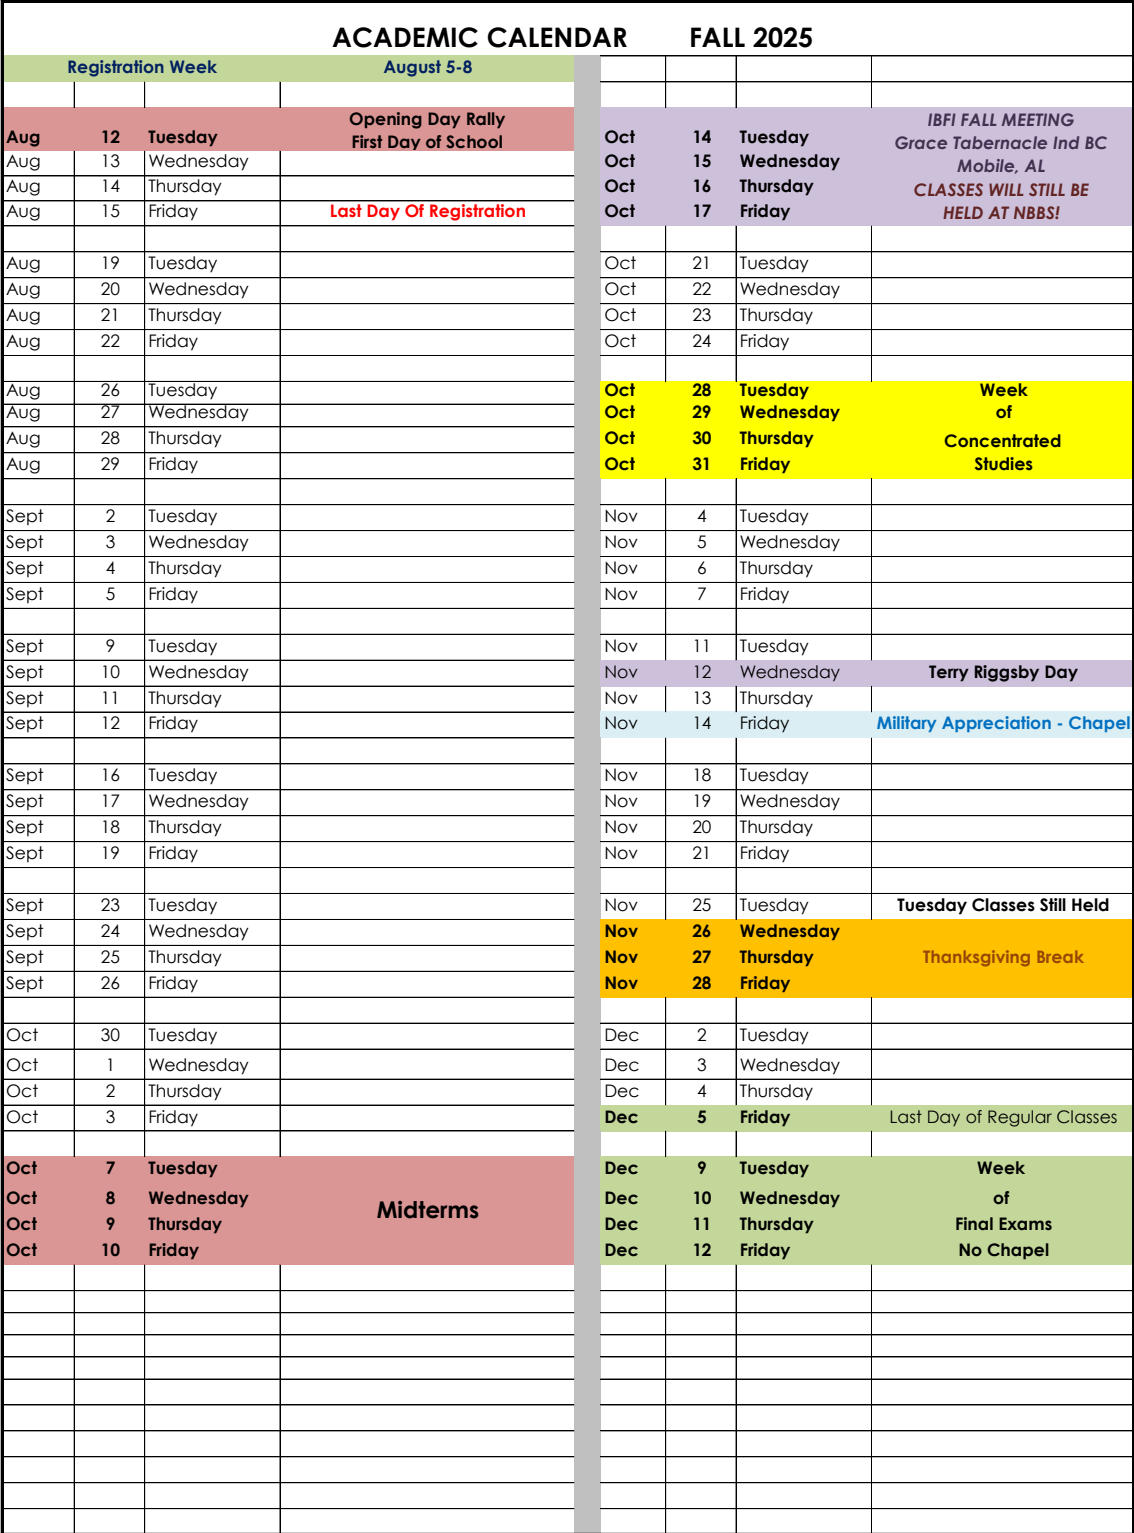 ACADEMIC CALENDAR FALL 2025
Registration Week August 5-8
Opening Day Rally
Aug 12 Tuesday First Day of School
Aug 13 Wednesday
Aug 14 Thursday
Aug 15 Friday Last Day Of Registration
Aug 19 Tuesday
Aug 20 Wednesday
Aug 21 Thursday
Aug 22 Friday
Aug 26 Tuesday
Aug 27 Wednesday
Aug 28 Thursday
Aug 29 Friday
Sept 2 Tuesday
Sept 3 Wednesday
Sept 4 Thursday
Sept 5 Friday
Sept 9 Tuesday
Sept 10 Wednesday
Sept 11 Thursday
Sept 12 Friday
Sept 16 Tuesday
Sept 17 Wednesday
Sept 18 Thursday
Sept 19 Friday
Sept 23 Tuesday
Sept 24 Wednesday
Sept 25 Thursday
Sept 26 Friday
Oct 30 Tuesday
Oct 1 Wednesday
Oct 2 Thursday
Oct 3 Friday
Oct 7 Tuesday
Oct 8 Wednesday
Midterms
Oct 9 Thursday
Oct 10 Friday
IBFI FALL MEETING
Oct 14 Tuesday Grace Tabernacle Ind BC
Oct 15 Wednesday Mobile, AL
Oct 16 Thursday CLASSES WILL STILL BE
Oct 17 Friday HELD AT NBBS!
Oct 21 Tuesday
Oct 22 Wednesday
Oct 23 Thursday
Oct 24 Friday
Oct 28 Tuesday Week
Oct 29 Wednesday of
Oct 30 Thursday Concentrated
Oct 31 Friday Studies
Nov 4 Tuesday
Nov 5 Wednesday
Nov 6 Thursday
Nov 7 Friday
Nov 11 Tuesday
Nov 12 Wednesday Terry Riggsby Day
Nov 13 Thursday
Nov 14 Friday Military Appreciation - Chapel
Nov 18 Tuesday
Nov 19 Wednesday
Nov 20 Thursday
Nov 21 Friday
Nov 25 Tuesday Tuesday Classes Still Held
Nov 26 Wednesday
Nov 27 Thursday Thanksgiving Break
Nov 28 Friday
Dec 2 Tuesday
Dec 3 Wednesday
Dec 4 Thursday
Dec 5 Friday Last Day of Regular Classes
Dec 9 Tuesday Week
Dec 10 Wednesday of
Dec 11 Thursday Final Exams
Dec 12 Friday No Chapel